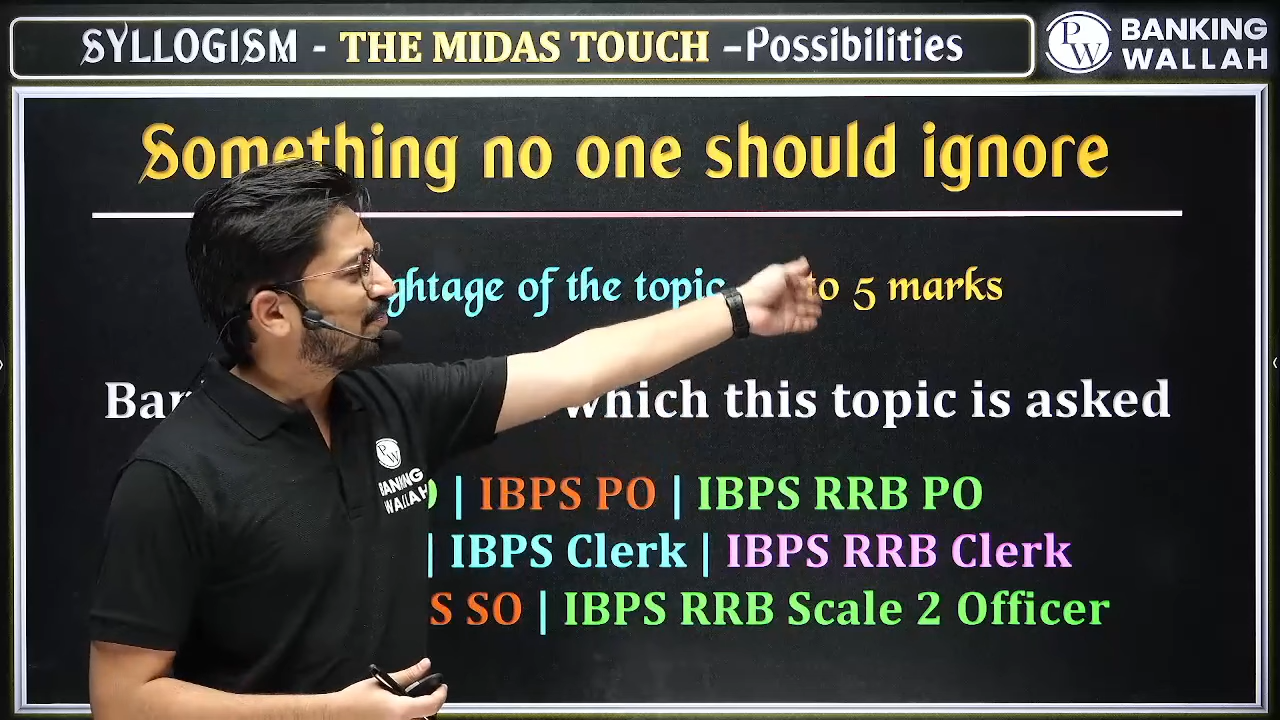 SYLLOGISM - THE MIDAS TOUCH -Possibilities
PW BANKING WALLAH
Something no one should ignore
of the topic to 5 marks
which this topic is asked
| IBPS PO | IBPS RRB PO
| IBPS Clerk | IBPS RRB Clerk
SO | IBPS RRB Scale 2 Officer
PW
BANKING
WALLAH